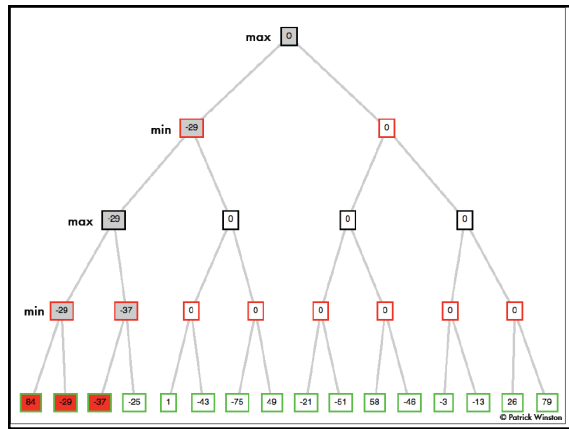 max 0
min -29 0
max -29 0 0 0
min -29 -37 0 0 0 0 0 0
84 -29 -37 -25 1 -43 -75 49 -21 -51 58 -46 -3 -13 26 79
© Patrick Winston